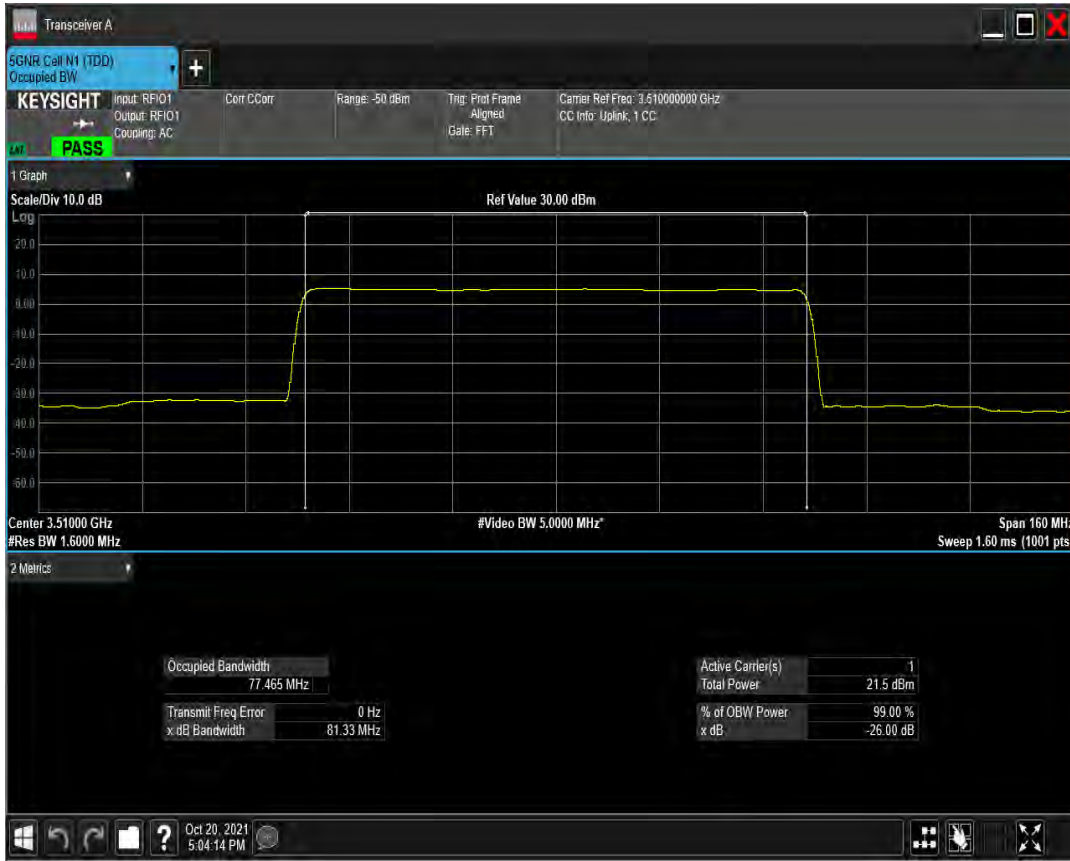 Transceiver A
5GNR Cell N1 (TDD)
Occupied BW
+
KEYSIGHT
Input: RFIO1
Output: RFIO1
Coupling: AC
Corr CCorr
Range: -50 dBm
Trig: Prot Frame
Aligned
Gate: FFT
Carrier Ref Freq: 3.510000000 GHz
CC Info: Uplink, 1 CC
PASS
1 Graph
Scale/Div 10.0 dB
Ref Value 30.00 dBm
Log
20.0
10.0
0.00
-10.0
-20.0
-30.0
-40.0
-50.0
-60.0
Center 3.51000 GHz
#Video BW 5.0000 MHz*
Span 160 MHz
#Res BW 1.6000 MHz
Sweep 1.60 ms (1001 pts
2 Metrics
Occupied Bandwidth
77.465 MHz
Transmit Freq Error 0 Hz
x dB Bandwidth 81.33 MHz
Active Carrier(s) 1
Total Power 21.5 dBm
% of OBW Power 99.00 %
x dB -26.00 dB
?
Oct 20, 2021
5:04:14 PM